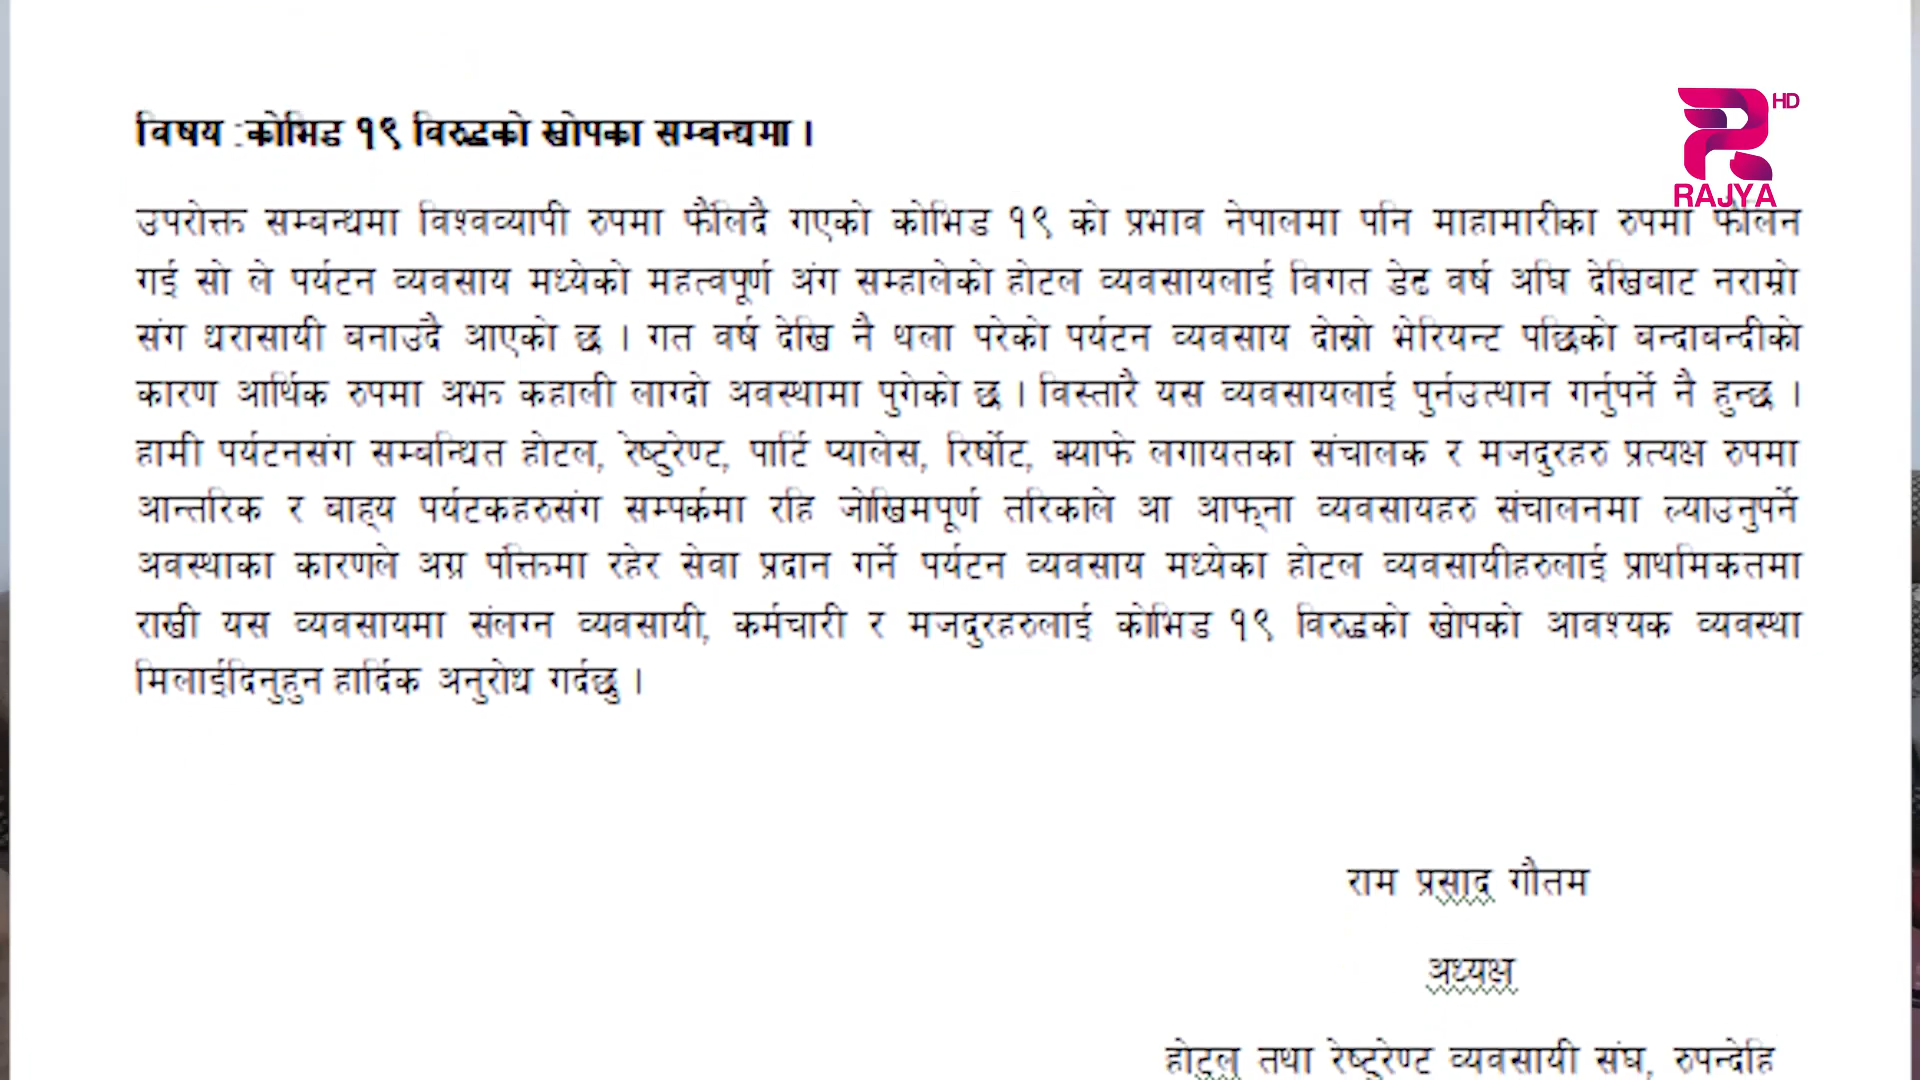 HD
RAJYA
विषय :कोभिड १९ विरुद्धको खोपका सम्बन्धमा ।
उपरोक्त सम्बन्धमा विश्वव्यापी रुपमा फैलिदै गएको कोभिड १९ को प्रभाव नेपालमा पनि माहामारीका रुपमा फैलिन
गई सो ले पर्यटन व्यवसाय मध्येको महत्वपूर्ण अंग सम्हालेको होटल व्यवसायलाई विगत डेढ वर्ष अघि देखिबाट नराम्रो
संग धरासायी बनाउदै आएको छ । गत वर्ष देखि नै थला परेको पर्यटन व्यवसाय दोस्रो भेरियन्ट पछिको बन्दाबन्दीको
कारण आर्थिक रुपमा अझ कहाली लाग्दो अवस्थामा पुगेको छ । विस्तारै यस व्यवसायलाई पुर्नउत्थान गर्नुपर्ने नै हुन्छ ।
हामी पर्यटनसंग सम्बन्धित होटल, रेष्टुरेण्ट, पार्टि प्यालेस, रिर्षोट, क्याफे लगायतका संचालक र मजदुरहरु प्रत्यक्ष रुपमा
आन्तरिक र बाह्य पर्यटकहरुसंग सम्पर्कमा रहि जोखिमपूर्ण तरिकाले आ आफ्ना व्यवसायहरु संचालनमा ल्याउनुपर्ने
अवस्थाका कारणले अग्र पंक्तिमा रहेर सेवा प्रदान गर्ने पर्यटन व्यवसाय मध्येका होटल व्यवसायीहरुलाई प्राथमिकतमा
राखी यस व्यवसायमा संलग्न व्यवसायी, कर्मचारी र मजदुरहरुलाई कोभिड १९ विरुद्धको खोपको आवश्यक व्यवस्था
मिलाईदिनुहुन हार्दिक अनुरोध गर्दछु ।
राम प्रसाद गौतम
अध्यक्ष
होटल तथा रेष्टुरेण्ट व्यवसायी संघ, रुपन्देहि